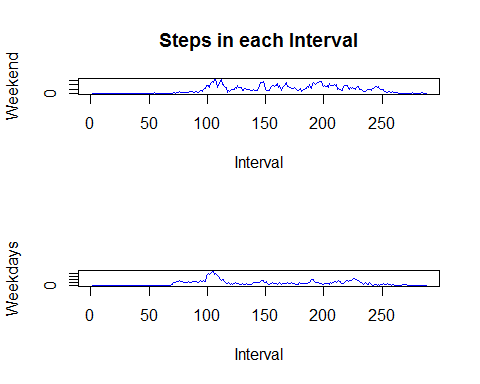 Steps in each Interval
Weekend
0
0 50 100 150 200 250
Interval
Weekdays
0
0 50 100 150 200 250
Interval